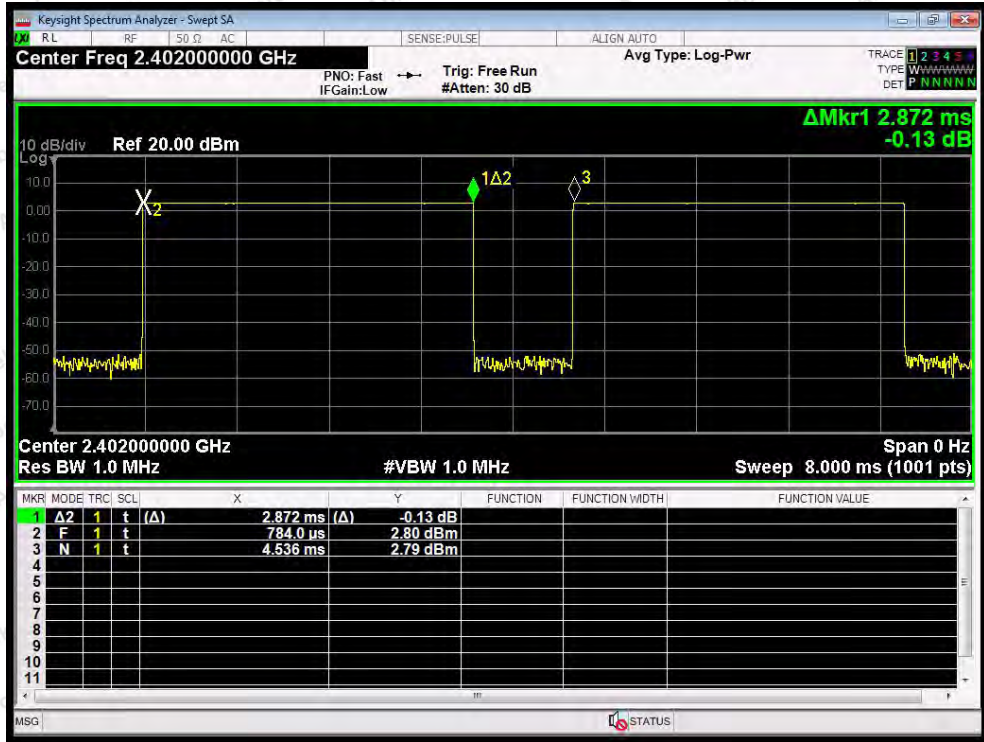 Keysight Spectrum Analyzer - Swept SA
LXI RL RF 50 Ω AC SENSE:PULSE ALIGN AUTO
Center Freq 2.402000000 GHz
PNO: Fast
IFGain:Low
Trig: Free Run
#Atten: 30 dB
Avg Type: Log-Pwr
TRACE 1 2 3 4 5 6
TYPE WWWWWW
DET P N N N N N
ΔMkr1 2.872 ms
-0.13 dB
10 dB/div Ref 20.00 dBm
Log
10.0
0.00
-10.0
-20.0
-30.0
-40.0
-50.0
-60.0
-70.0
X2
1Δ2
3
Center 2.402000000 GHz Span 0 Hz
Res BW 1.0 MHz #VBW 1.0 MHz Sweep 8.000 ms (1001 pts)
MKR MODE TRC SCL X Y FUNCTION FUNCTION WIDTH FUNCTION VALUE
1 Δ2 1 t (Δ) 2.872 ms (Δ) -0.13 dB
2 F 1 t 784.0 µs 2.80 dBm
3 N 1 t 4.536 ms 2.79 dBm
4
5
6
7
8
9
10
11
MSG STATUS